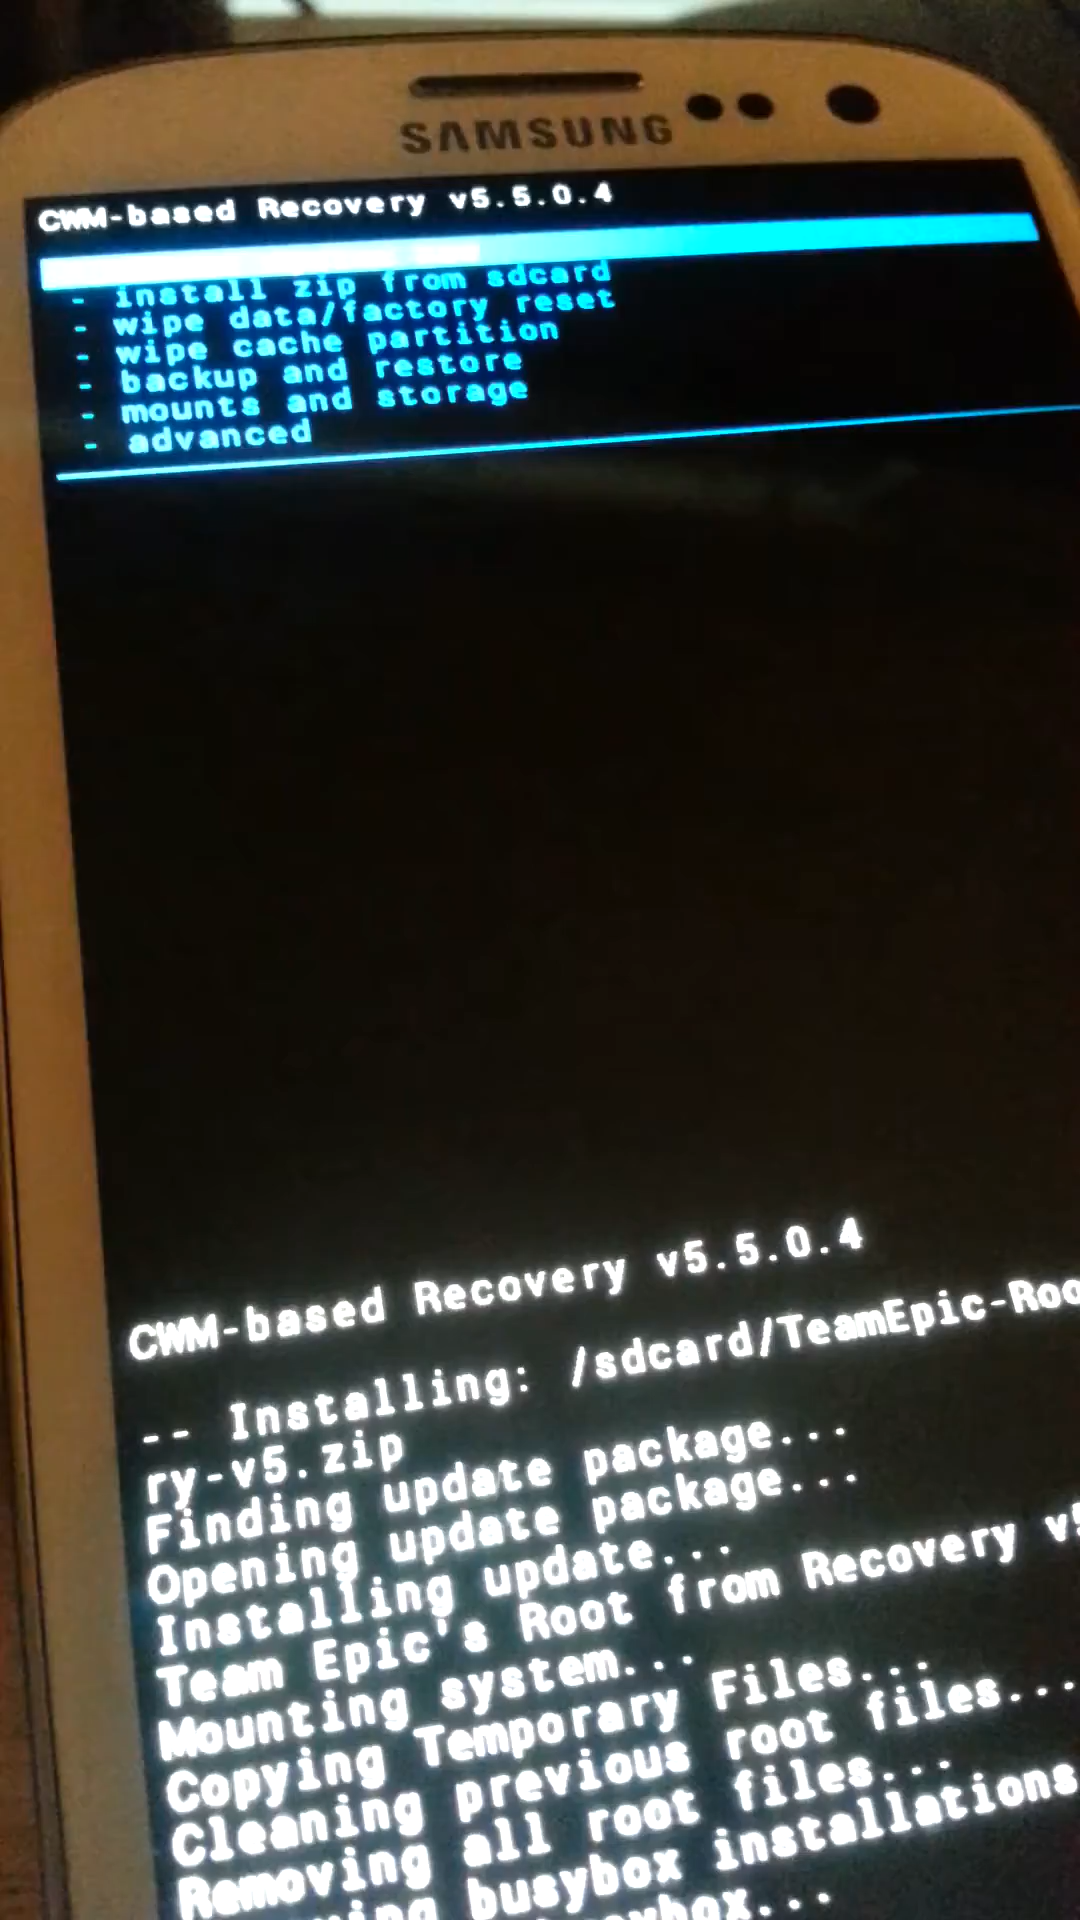 SAMSUNG
CWM-based Recovery v5.5.0.4
- install zip from sdcard
- wipe data/factory reset
- wipe cache partition
- backup and restore
- mounts and storage
- advanced
CWM-based Recovery v5.5.0.4
-- Installing: /sdcard/TeamEpic-Roo
ry-v5.zip
Finding update package...
Opening update package...
Installing update...
Team Epic's Root from Recovery v5
Mounting system...
Copying Temporary Files...
Cleaning previous root files...
Removing all root files...
busybox installations